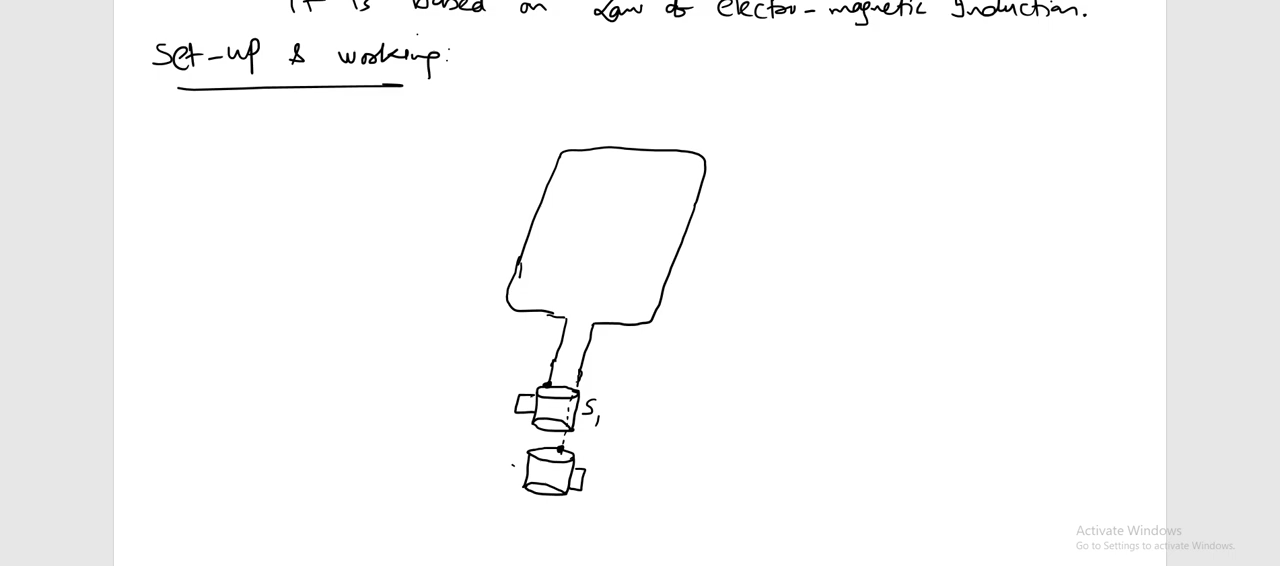 It is based on Law of Electro-magnetic Induction.
Set-up & working:
S1
Activate Windows
Go to Settings to activate Windows.